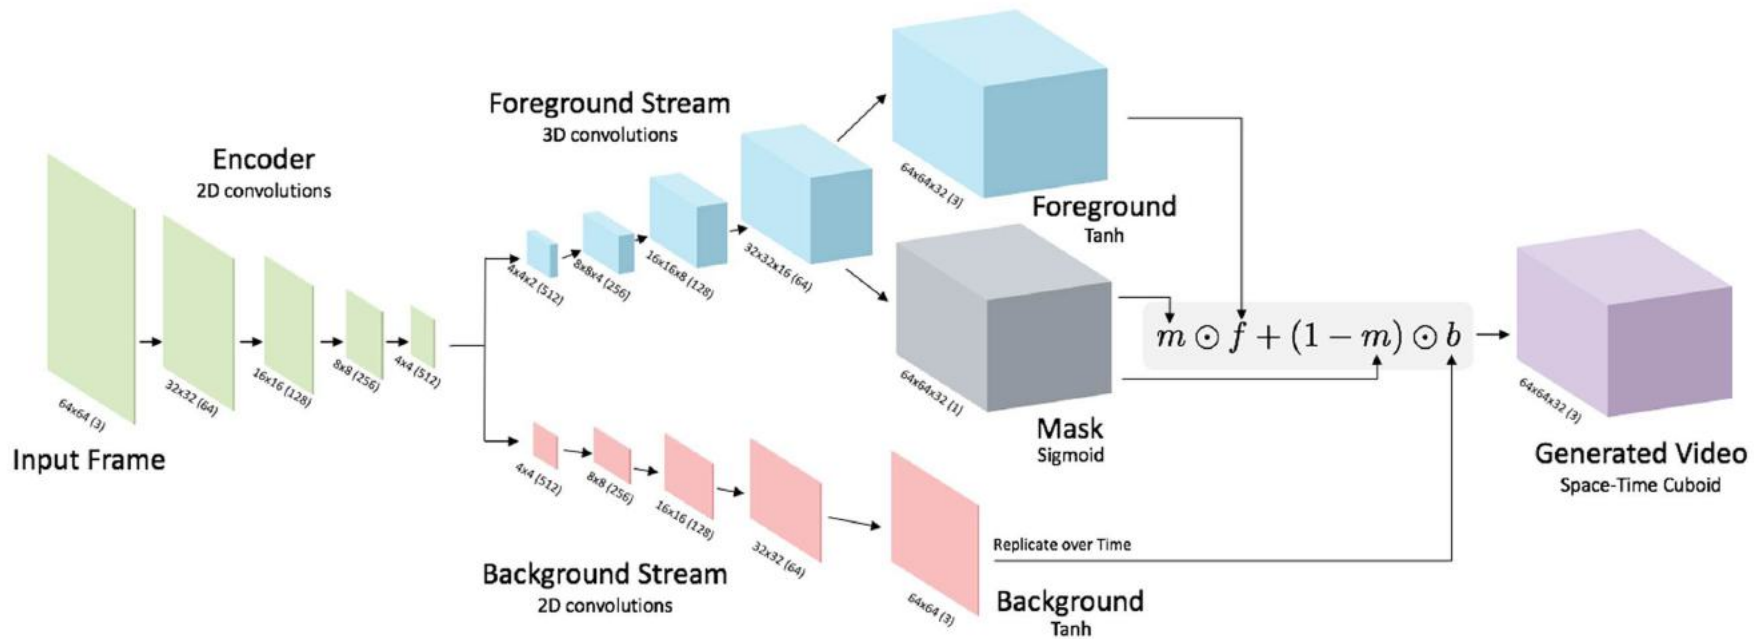 Encoder
2D convolutions
64x64 (3)
32x32 (64)
16x16 (128)
8x8 (256)
4x4 (512)
Input Frame
Foreground Stream
3D convolutions
4x4x2 (512)
8x8x4 (256)
16x16x8 (128)
32x32x16 (64)
64x64x32 (3)
Foreground
Tanh
64x64x32 (1)
Mask
Sigmoid
4x4 (512)
8x8 (256)
16x16 (128)
32x32 (64)
64x64 (3)
Background Stream
2D convolutions
Background
Tanh
Replicate over Time
m ⊙ f + (1 − m) ⊙ b
64x64x32 (3)
Generated Video
Space-Time Cuboid